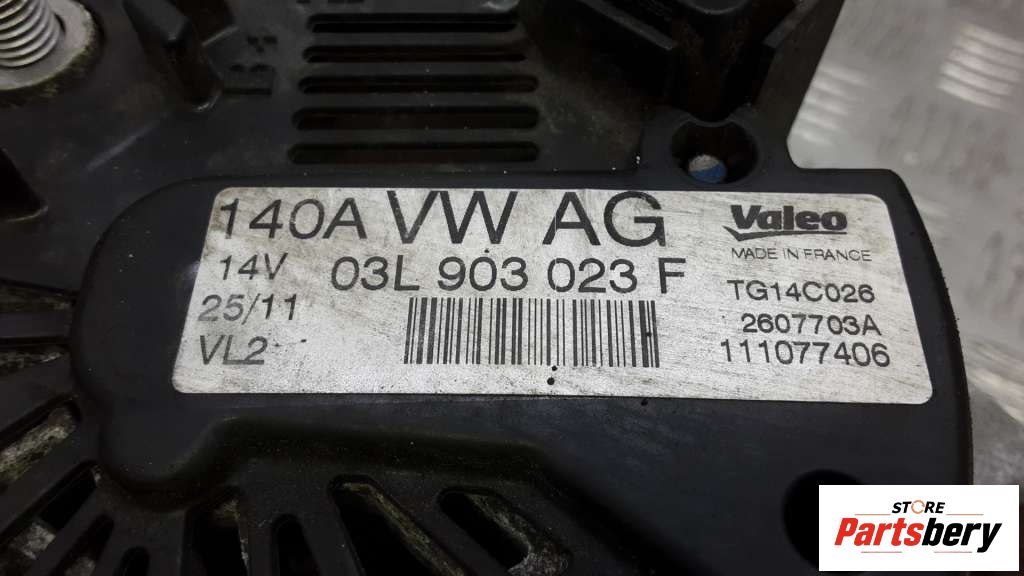 140A VW AG
14V 03L 903 023 F
25/11
VL2
Valeo
MADE IN FRANCE
TG14C026
2607703A
111077406
STORE
Partsbery